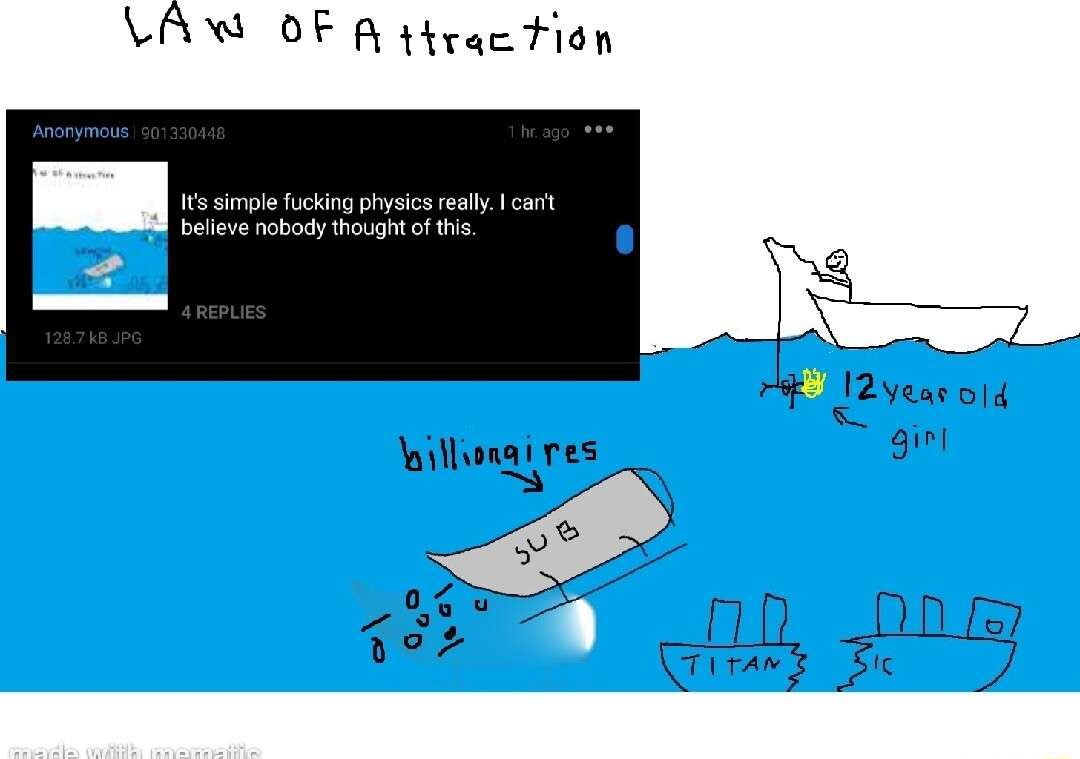 LAW OF Attraction
Anonymous | 901330448
1 hr. ago •••
It's simple fucking physics really. I can't
believe nobody thought of this.
4 REPLIES
128.7 kB JPG
12 year old
girl
billionaires
SUB
TITAN IC
made with mematic